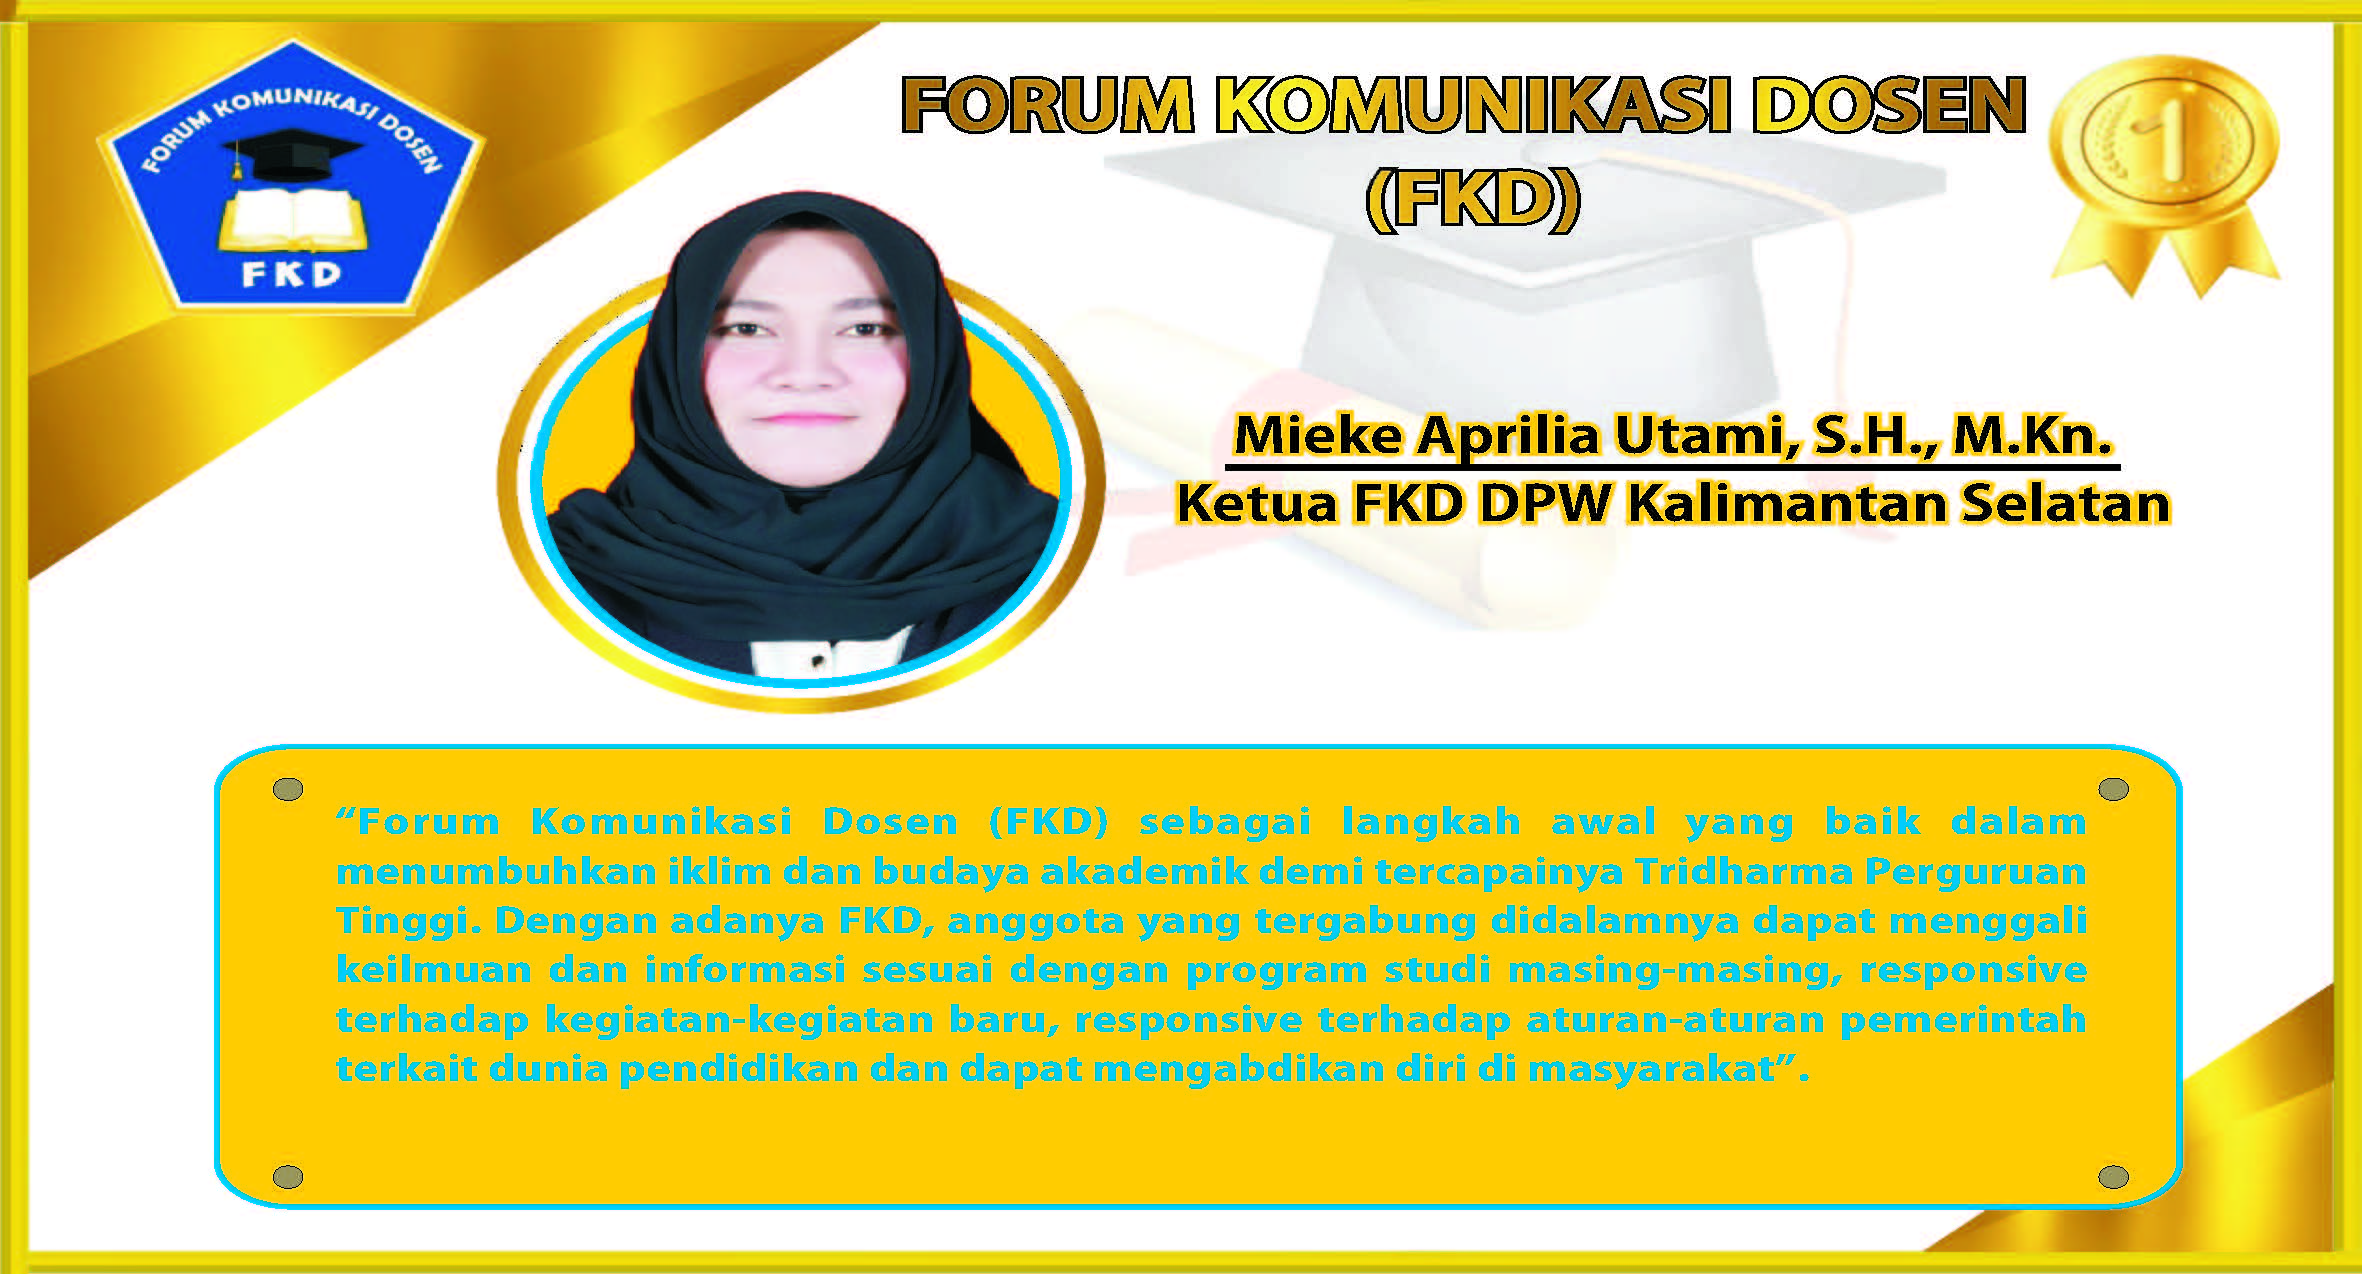 FORUM KOMUNIKASI DOSEN
FKD
FORUM KOMUNIKASI DOSEN
(FKD)
1
Mieke Aprilia Utami, S.H., M.Kn.
Ketua FKD DPW Kalimantan Selatan
“Forum Komunikasi Dosen (FKD) sebagai langkah awal yang baik dalam
menumbuhkan iklim dan budaya akademik demi tercapainya Tridharma Perguruan
Tinggi. Dengan adanya FKD, anggota yang tergabung didalamnya dapat menggali
keilmuan dan informasi sesuai dengan program studi masing-masing, responsive
terhadap kegiatan-kegiatan baru, responsive terhadap aturan-aturan pemerintah
terkait dunia pendidikan dan dapat mengabdikan diri di masyarakat”.